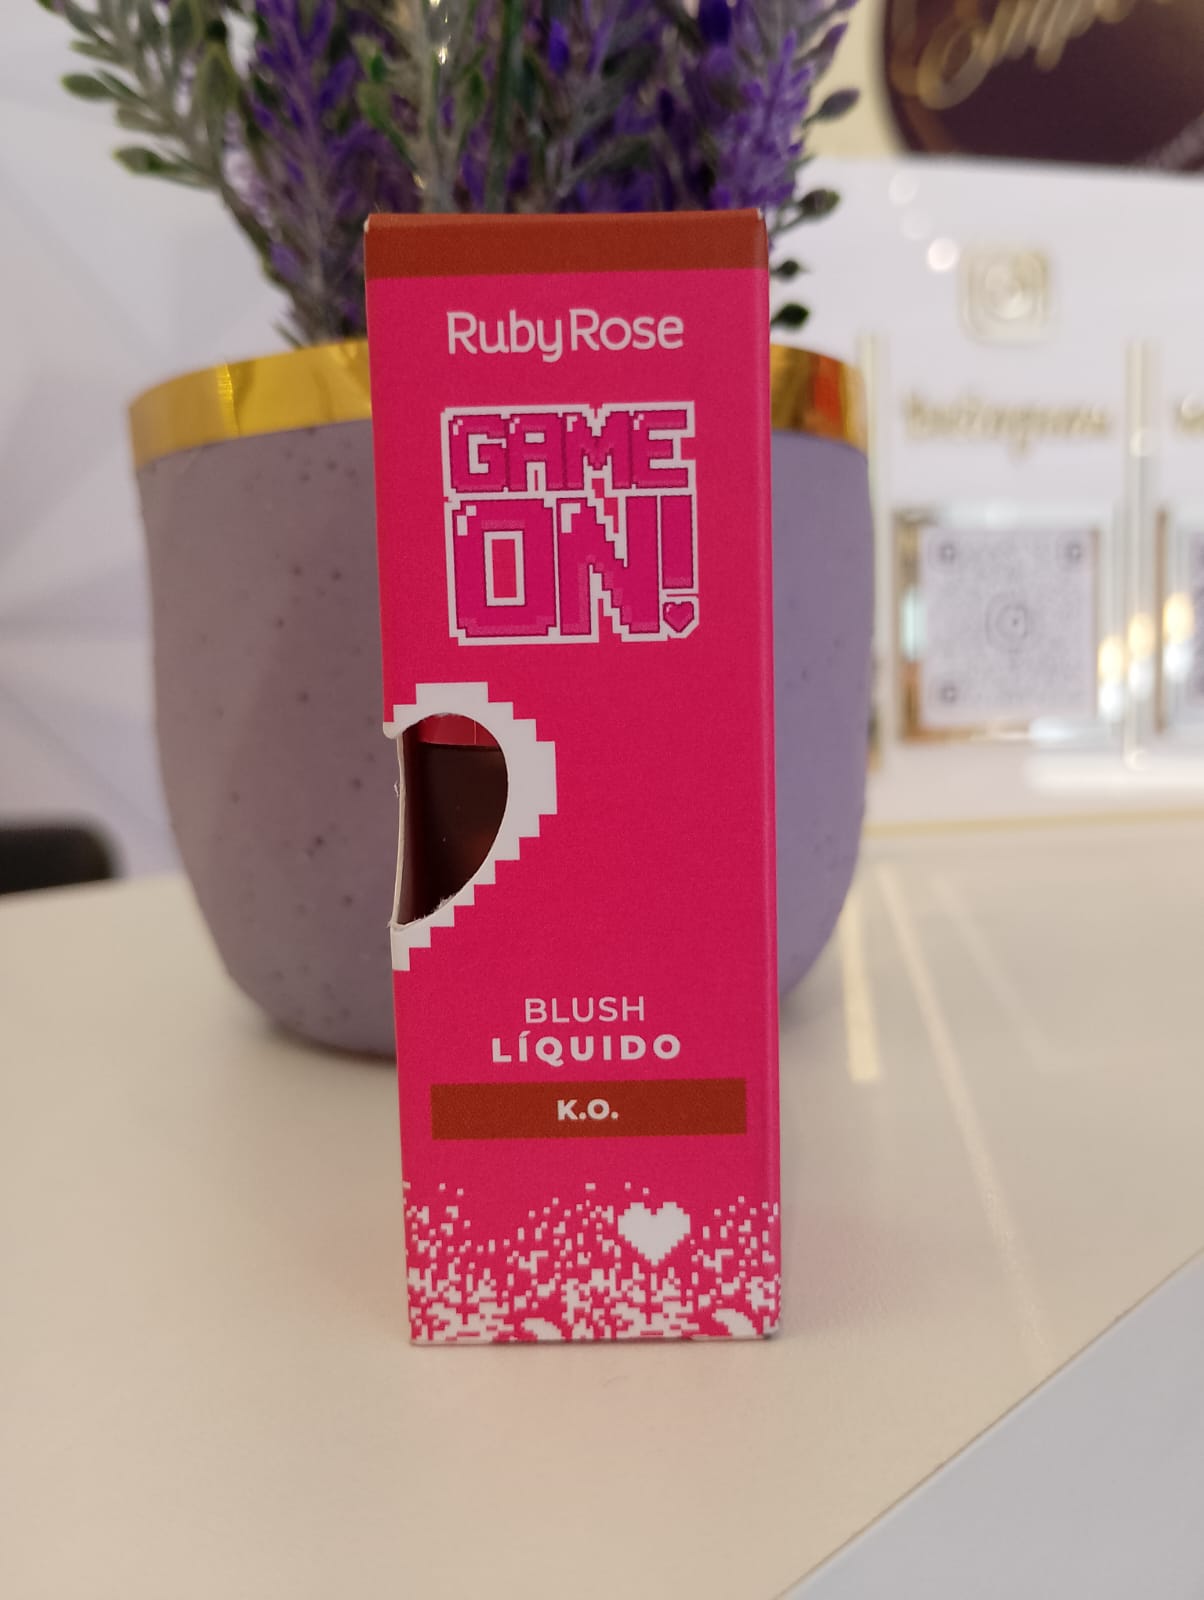 RubyRose
GAME
ON!
BLUSH
LÍQUIDO
K.O.